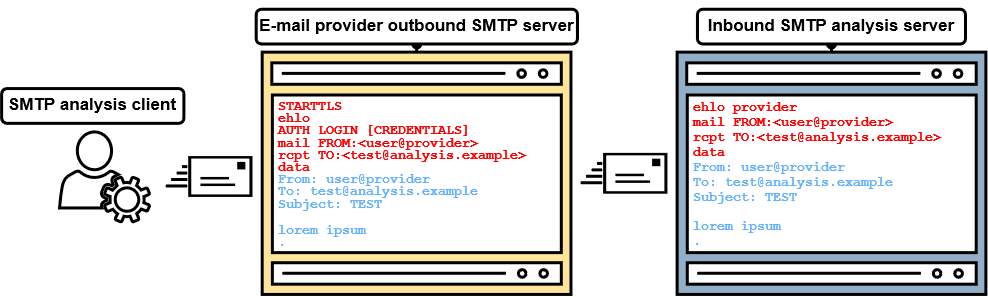 E-mail provider outbound SMTP server
Inbound SMTP analysis server
SMTP analysis client
STARTTLS
ehlo
AUTH LOGIN [CREDENTIALS]
mail FROM:<user@provider>
rcpt TO:<test@analysis.example>
data
From: user@provider
To: test@analysis.example
Subject: TEST
lorem ipsum
.
ehlo provider
mail FROM:<user@provider>
rcpt TO:<test@analysis.example>
data
From: user@provider
To: test@analysis.example
Subject: TEST
lorem ipsum
.